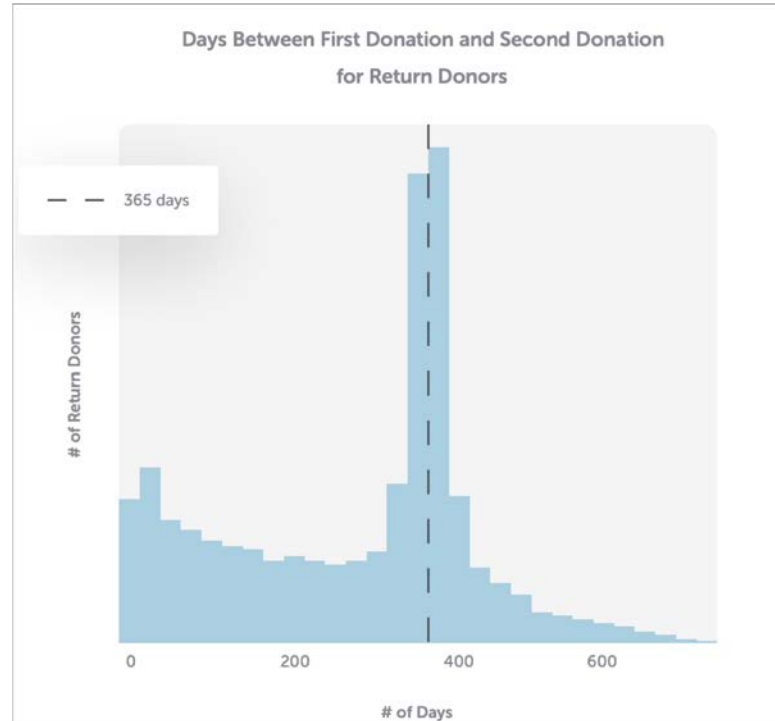 Days Between First Donation and Second Donation
for Return Donors
365 days
# of Return Donors
0 200 400 600
# of Days